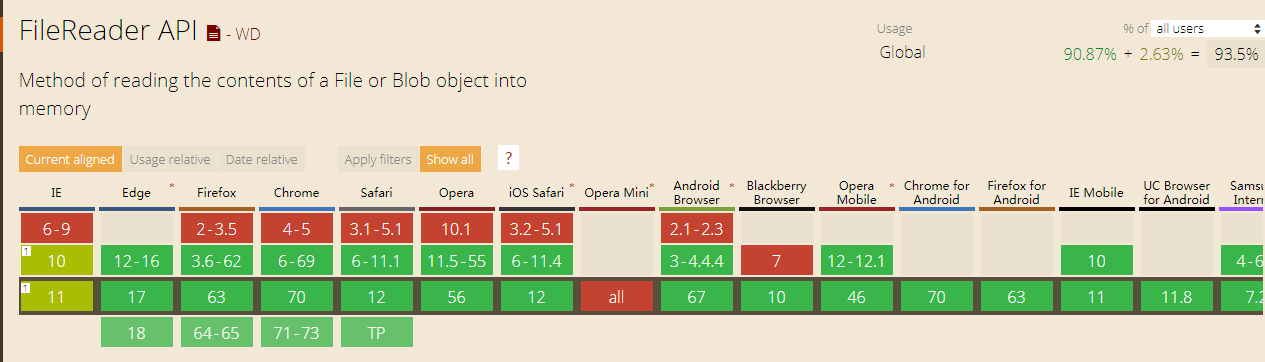 FileReader API - WD
Usage % of all users
Global 90.87% + 2.63% = 93.5%
Method of reading the contents of a File or Blob object into
memory
Current aligned Usage relative Date relative Apply filters Show all ?
IE Edge * Firefox Chrome Safari Opera iOS Safari * Opera Mini * Android Browser * Blackberry Browser Opera Mobile * Chrome for Android Firefox for Android IE Mobile UC Browser for Android Samsu Intern
6-9 2-3.5 4-5 3.1-5.1 10.1 3.2-5.1 2.1-2.3
1 10 12-16 3.6-62 6-69 6-11.1 11.5-55 6-11.4 3-4.4.4 7 12-12.1 10 4-6
1 11 17 63 70 12 56 12 all 67 10 46 70 63 11 11.8 7.2
18 64-65 71-73 TP